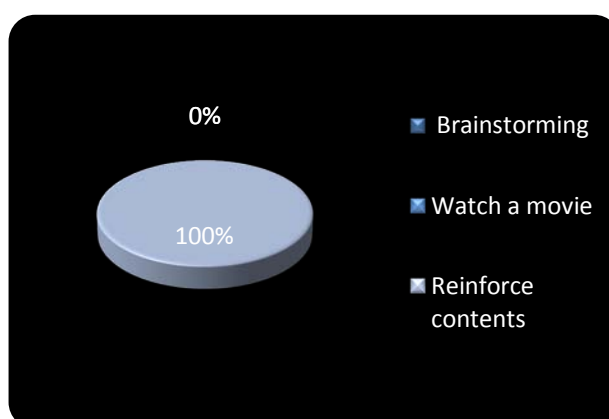 0%
100%
Brainstorming
Watch a movie
Reinforce
contents